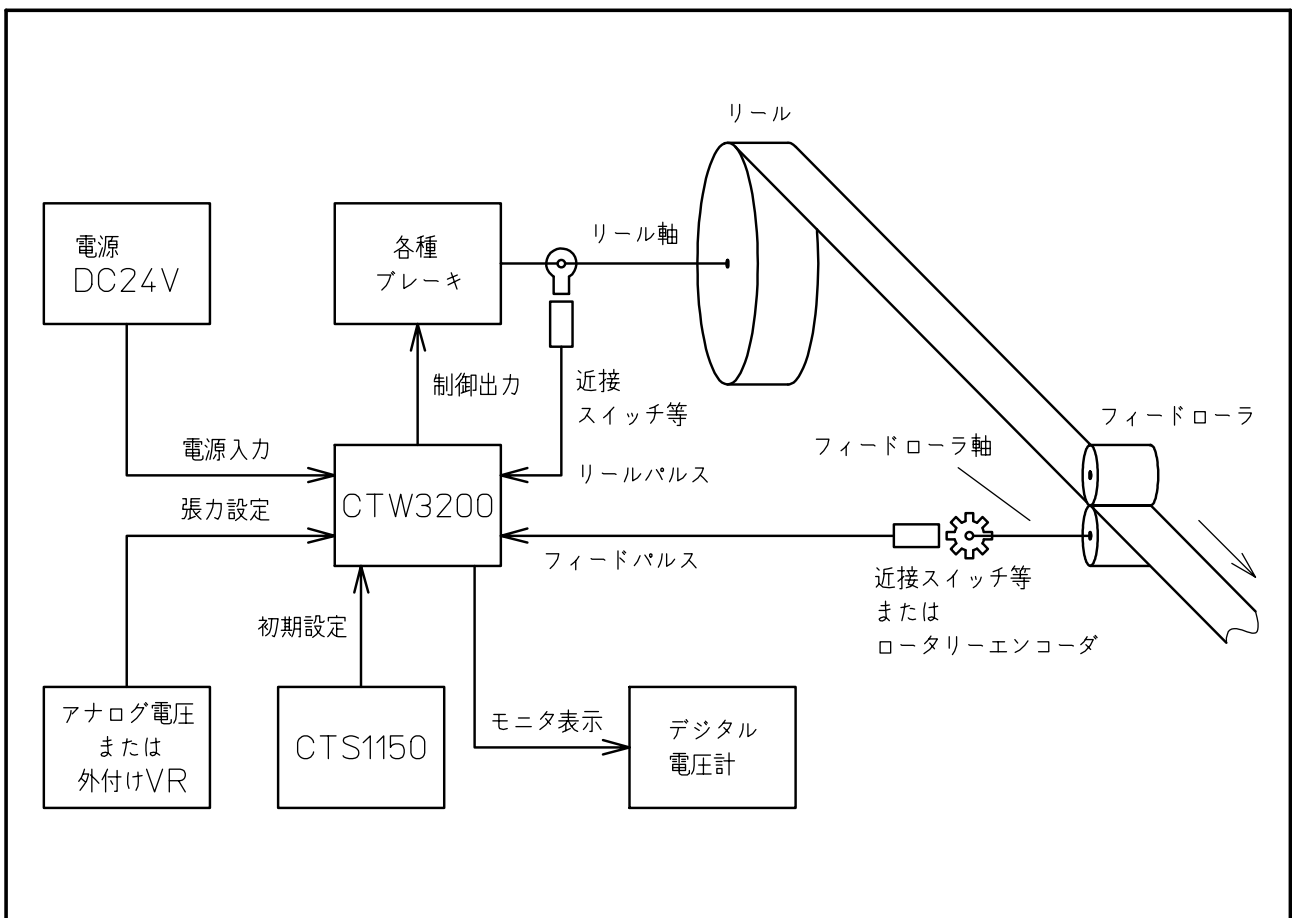 リール
電源
DC24V
各種
ブレーキ
リール軸
制御出力
近接
スイッチ等
フィードローラ
フィードローラ軸
電源入力
リールパルス
張力設定
CTW3200
フィードパルス
近接スイッチ等
または
ロータリーエンコーダ
初期設定
アナログ電圧
または
外付けVR
CTS1150
モニタ表示
デジタル
電圧計